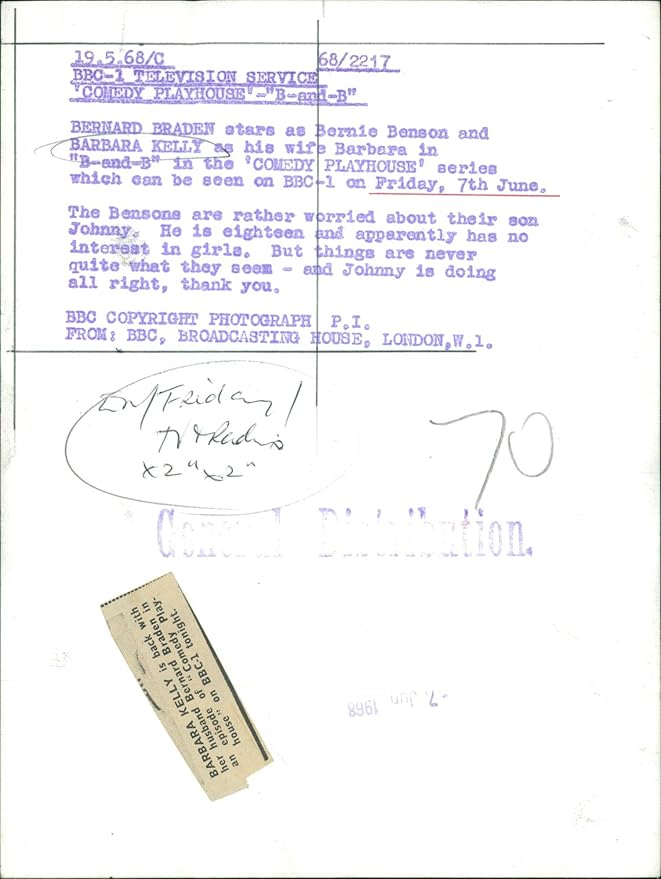 19.5.68/C 68/2217
BBC-1 TELEVISION SERVICE
'COMEDY PLAYHOUSE'-"B-and-B"
BERNARD BRADEN stars as Bernie Benson and
BARBARA KELLY as his wife Barbara in
"B-and-B" in the 'COMEDY PLAYHOUSE' series
which can be seen on BBC-1 on Friday, 7th June.
The Bensons are rather worried about their son
Johnny. He is eighteen and apparently has no
interest in girls. But things are never
quite what they seem - and Johnny is doing
all right, thank you.
BBC COPYRIGHT PHOTOGRAPH P.I.
FROM: BBC, BROADCASTING HOUSE, LONDON,W.1.
Friday /
TV & Radio
x2" x2"
70
General Distribution.
BARBARA KELLY is back with
her husband Bernard Braden in
an episode of „Comedy Play-
house„ on BBC-1 tonight.
-7. JUN 1968